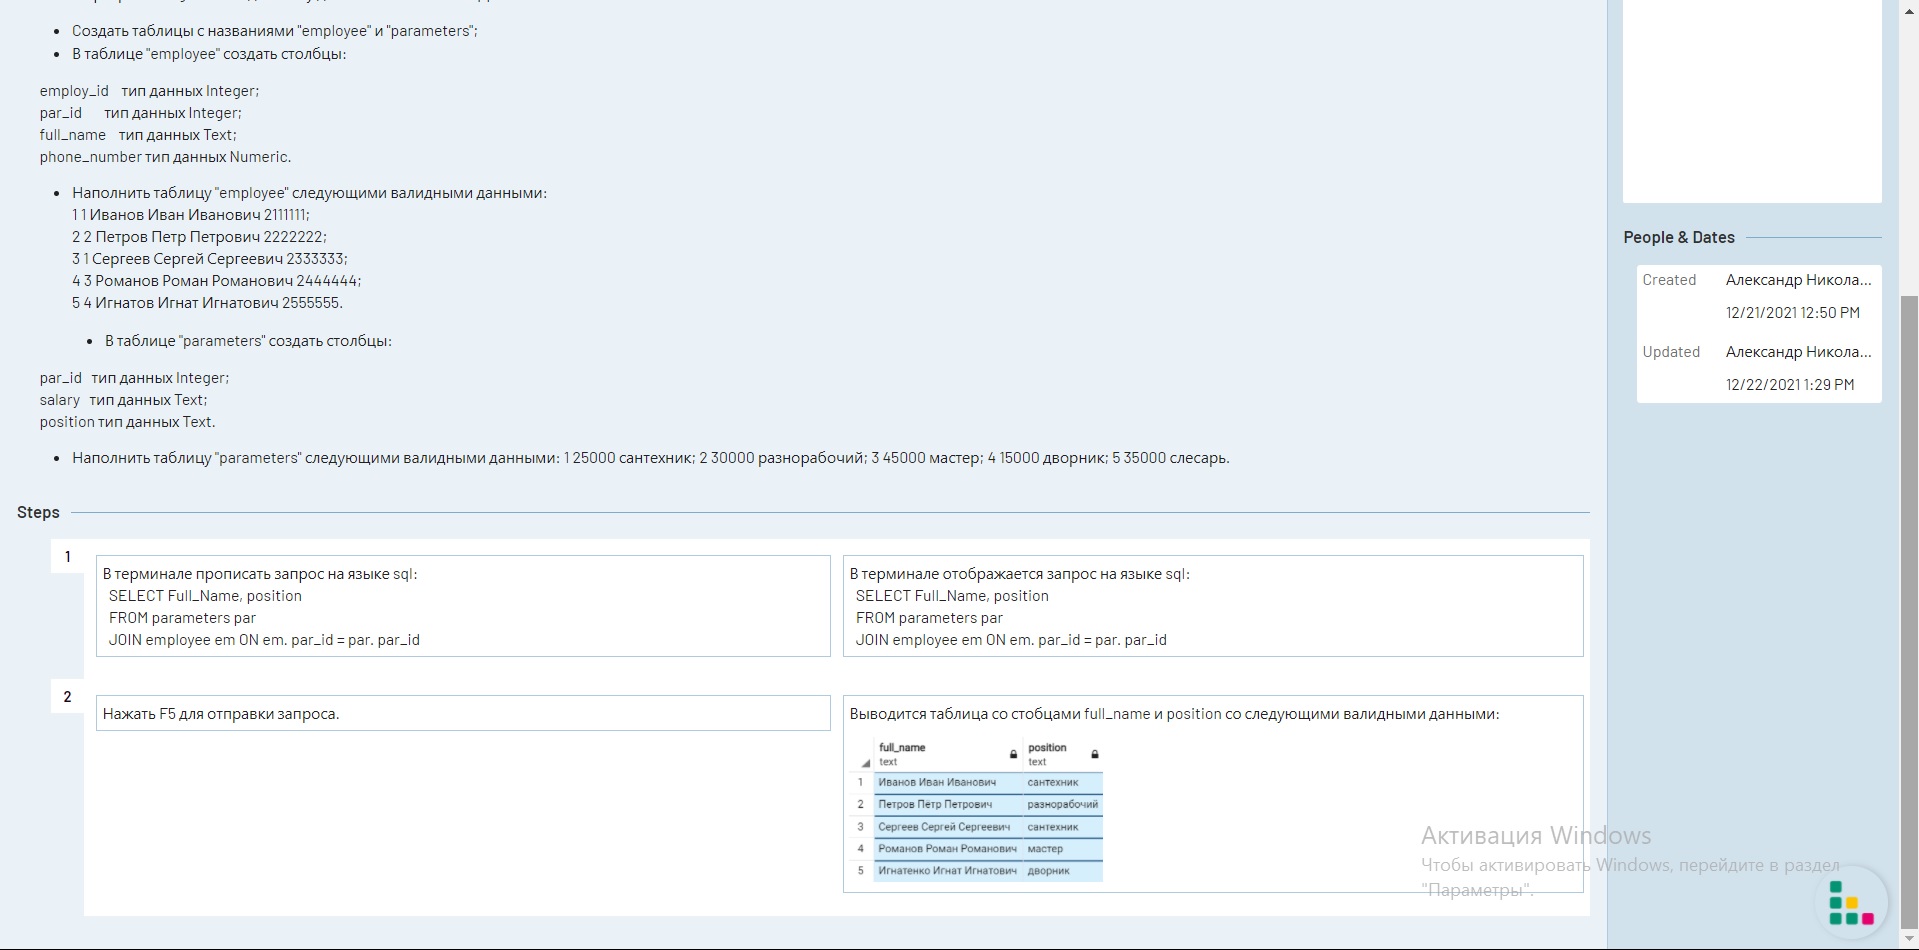 Создать таблицы с названиями "employee" и "parameters";
В таблице "employee" создать столбцы:
employ_id тип данных Integer;
par_id тип данных Integer;
full_name тип данных Text;
phone_number тип данных Numeric.
Наполнить таблицу "employee" следующими валидными данными:
1 1 Иванов Иван Иванович 2111111;
2 2 Петров Петр Петрович 2222222;
3 1 Сергеев Сергей Сергеевич 2333333;
4 3 Романов Роман Романович 2444444;
5 4 Игнатов Игнат Игнатович 2555555.
В таблице "parameters" создать столбцы:
par_id тип данных Integer;
salary тип данных Text;
position тип данных Text.
Наполнить таблицу "parameters" следующими валидными данными: 1 25000 сантехник; 2 30000 разнорабочий; 3 45000 мастер; 4 15000 дворник; 5 35000 слесарь.
Steps
1
В терминале прописать запрос на языке sql:
SELECT Full_Name, position
FROM parameters par
JOIN employee em ON em. par_id = par. par_id
В терминале отображается запрос на языке sql:
SELECT Full_Name, position
FROM parameters par
JOIN employee em ON em. par_id = par. par_id
2
Нажать F5 для отправки запроса.
Выводится таблица со стобцами full_name и position со следующими валидными данными:
full_name position
text text
1 Иванов Иван Иванович сантехник
2 Петров Пётр Петрович разнорабочий
3 Сергеев Сергей Сергеевич сантехник
4 Романов Роман Романович мастер
5 Игнатенко Игнат Игнатович дворник
People & Dates
Created Александр Никола...
12/21/2021 12:50 PM
Updated Александр Никола...
12/22/2021 1:29 PM
Активация Windows
Чтобы активировать Windows, перейдите в раздел
"Параметры".